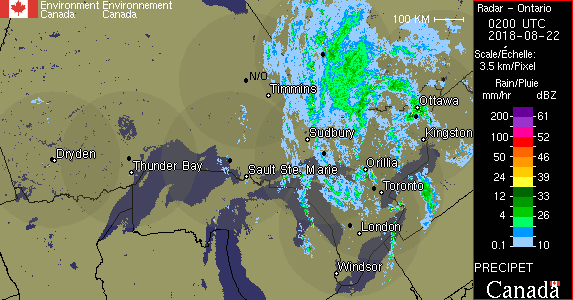 Environment Environnement
Canada Canada
100 KM
N/O
Timmins
Ottawa
Sudbury
Kingston
Dryden
Thunder Bay
Sault Ste. Marie
Orillia
Toronto
London
Windsor
Radar - Ontario
0200 UTC
2018-08-22
Scale/Échelle:
3.5 km/Pixel
Rain/Pluie
mm/hr dBZ
200 61
100 52
50 46
24 39
12 33
4 26
0.1 10
PRECIPET
Canada